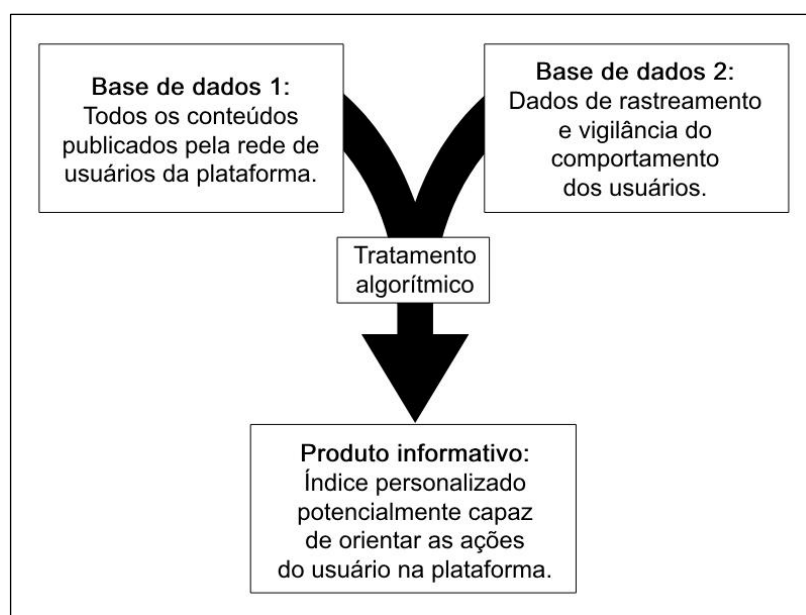 Base de dados 1:
Todos os conteúdos
publicados pela rede de
usuários da plataforma.
Base de dados 2:
Dados de rastreamento
e vigilância do
comportamento
dos usuários.
Tratamento
algorítmico
Produto informativo:
Índice personalizado
potencialmente capaz
de orientar as ações
do usuário na plataforma.